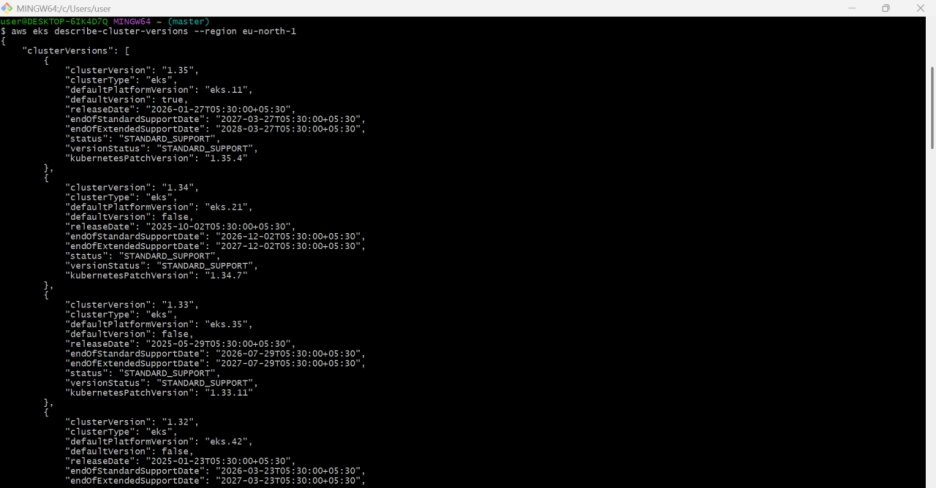 MINGW64:/c/Users/user
user@DESKTOP-6IK4D7Q MINGW64 ~ (master)
$ aws eks describe-cluster-versions --region eu-north-1
{
    "clusterVersions": [
        {
            "clusterVersion": "1.35",
            "clusterType": "eks",
            "defaultPlatformVersion": "eks.11",
            "defaultVersion": true,
            "releaseDate": "2026-01-27T05:30:00+05:30",
            "endOfStandardSupportDate": "2027-03-27T05:30:00+05:30",
            "endOfExtendedSupportDate": "2028-03-27T05:30:00+05:30",
            "status": "STANDARD_SUPPORT",
            "versionStatus": "STANDARD_SUPPORT",
            "kubernetesPatchVersion": "1.35.4"
        },
        {
            "clusterVersion": "1.34",
            "clusterType": "eks",
            "defaultPlatformVersion": "eks.21",
            "defaultVersion": false,
            "releaseDate": "2025-10-02T05:30:00+05:30",
            "endOfStandardSupportDate": "2026-12-02T05:30:00+05:30",
            "endOfExtendedSupportDate": "2027-12-02T05:30:00+05:30",
            "status": "STANDARD_SUPPORT",
            "versionStatus": "STANDARD_SUPPORT",
            "kubernetesPatchVersion": "1.34.7"
        },
        {
            "clusterVersion": "1.33",
            "clusterType": "eks",
            "defaultPlatformVersion": "eks.35",
            "defaultVersion": false,
            "releaseDate": "2025-05-29T05:30:00+05:30",
            "endOfStandardSupportDate": "2026-07-29T05:30:00+05:30",
            "endOfExtendedSupportDate": "2027-07-29T05:30:00+05:30",
            "status": "STANDARD_SUPPORT",
            "versionStatus": "STANDARD_SUPPORT",
            "kubernetesPatchVersion": "1.33.11"
        },
        {
            "clusterVersion": "1.32",
            "clusterType": "eks",
            "defaultPlatformVersion": "eks.42",
            "defaultVersion": false,
            "releaseDate": "2025-01-23T05:30:00+05:30",
            "endOfStandardSupportDate": "2026-03-23T05:30:00+05:30",
            "endOfExtendedSupportDate": "2027-03-23T05:30:00+05:30",